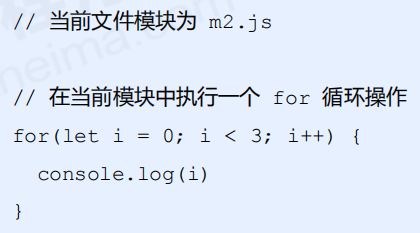 // 当前文件模块为 m2.js
// 在当前模块中执行一个 for 循环操作
for(let i = 0; i < 3; i++) {
  console.log(i)
}